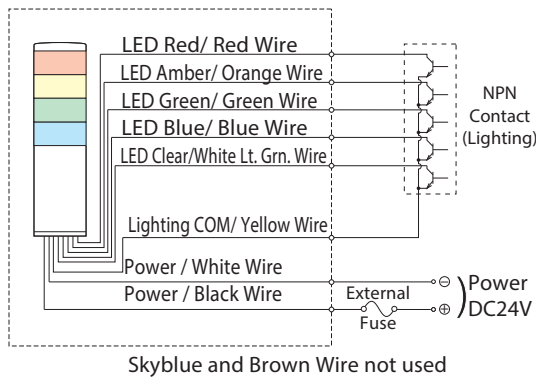 LED Red/ Red Wire
LED Amber/ Orange Wire
LED Green/ Green Wire
LED Blue/ Blue Wire
LED Clear/White Lt. Grn. Wire
NPN
Contact
(Lighting)
Lighting COM/ Yellow Wire
Power / White Wire
Power / Black Wire
External
Fuse
⊖
⊕
Power
DC24V
Skyblue and Brown Wire not used